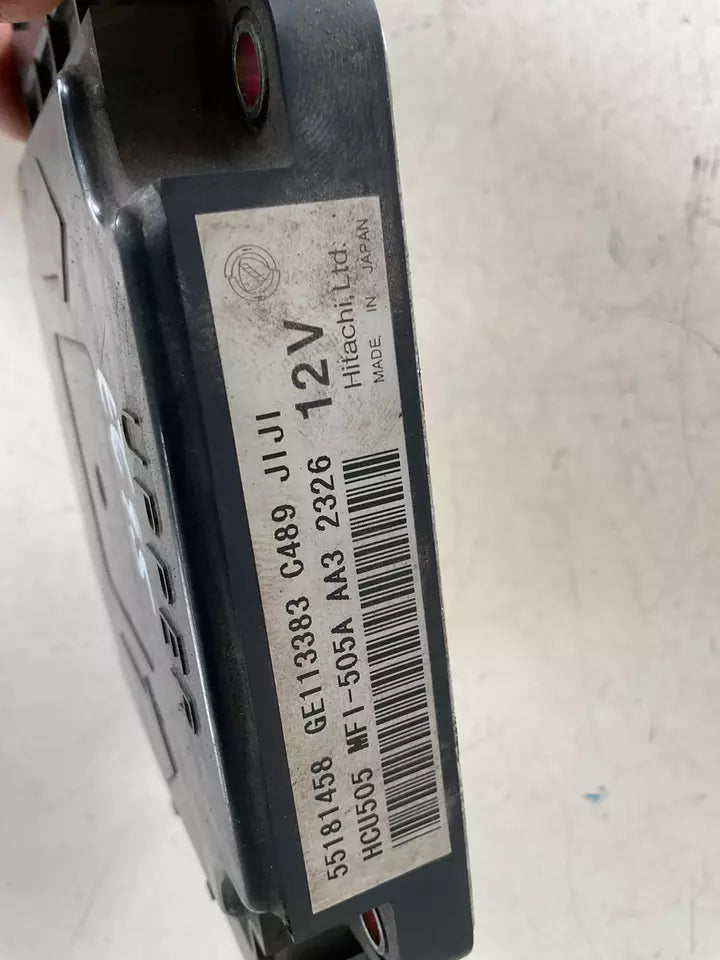 55181458 GE113383 C489 JIJI
HCU505 MFI-505A AA3 2326
12V
Hitachi, Ltd.
MADE IN JAPAN